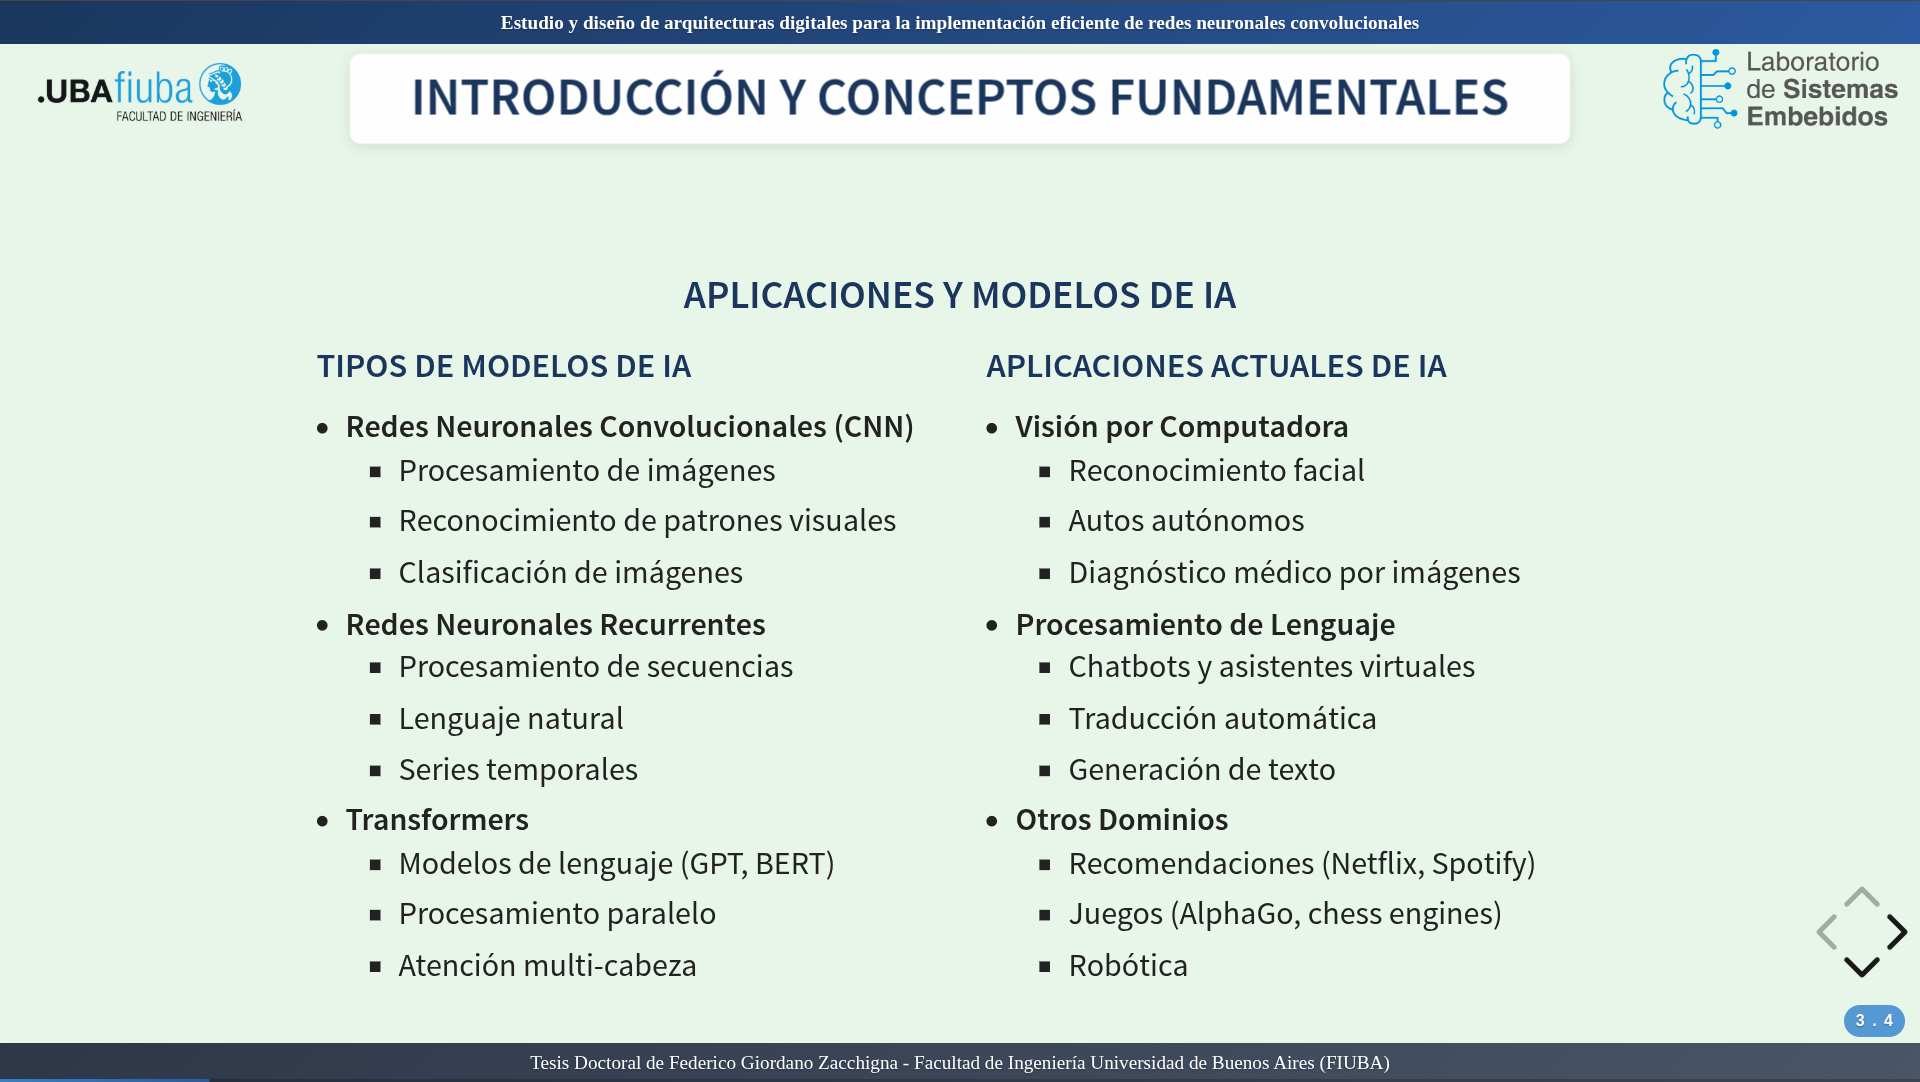 Estudio y diseño de arquitecturas digitales para la implementación eficiente de redes neuronales convolucionales
.UBAfiuba
FACULTAD DE INGENIERÍA
INTRODUCCIÓN Y CONCEPTOS FUNDAMENTALES
Laboratorio
de Sistemas
Embebidos
APLICACIONES Y MODELOS DE IA
TIPOS DE MODELOS DE IA
Redes Neuronales Convolucionales (CNN)
Procesamiento de imágenes
Reconocimiento de patrones visuales
Clasificación de imágenes
Redes Neuronales Recurrentes
Procesamiento de secuencias
Lenguaje natural
Series temporales
Transformers
Modelos de lenguaje (GPT, BERT)
Procesamiento paralelo
Atención multi-cabeza
APLICACIONES ACTUALES DE IA
Visión por Computadora
Reconocimiento facial
Autos autónomos
Diagnóstico médico por imágenes
Procesamiento de Lenguaje
Chatbots y asistentes virtuales
Traducción automática
Generación de texto
Otros Dominios
Recomendaciones (Netflix, Spotify)
Juegos (AlphaGo, chess engines)
Robótica
3 . 4
Tesis Doctoral de Federico Giordano Zacchigna - Facultad de Ingeniería Universidad de Buenos Aires (FIUBA)